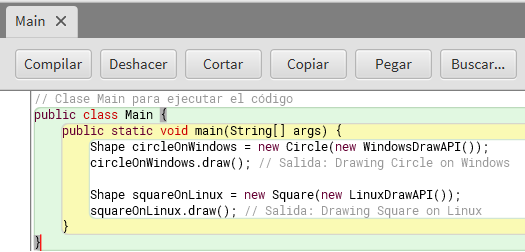 Main ×
Compilar Deshacer Cortar Copiar Pegar Buscar...
// Clase Main para ejecutar el código
public class Main {
    public static void main(String[] args) {
        Shape circleOnWindows = new Circle(new WindowsDrawAPI());
        circleOnWindows.draw(); // Salida: Drawing Circle on Windows

        Shape squareOnLinux = new Square(new LinuxDrawAPI());
        squareOnLinux.draw(); // Salida: Drawing Square on Linux
    }
}